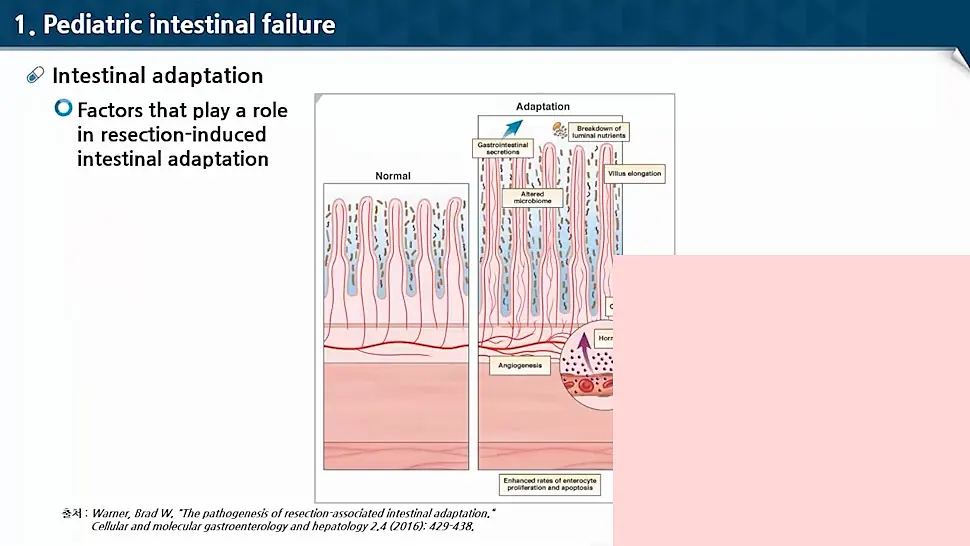 1. Pediatric intestinal failure
Intestinal adaptation
Factors that play a role
in resection-induced
intestinal adaptation
Adaptation
Gastrointestinal
secretions
Breakdown of
luminal nutrients
Villus elongation
Altered
microbiome
Normal
Angiogenesis
Enhanced rates of enterocyte
proliferation and apoptosis
출처 : Warner, Brad W. "The pathogenesis of resection-associated intestinal adaptation."
Cellular and molecular gastroenterology and hepatology 2.4 (2016): 429-438.